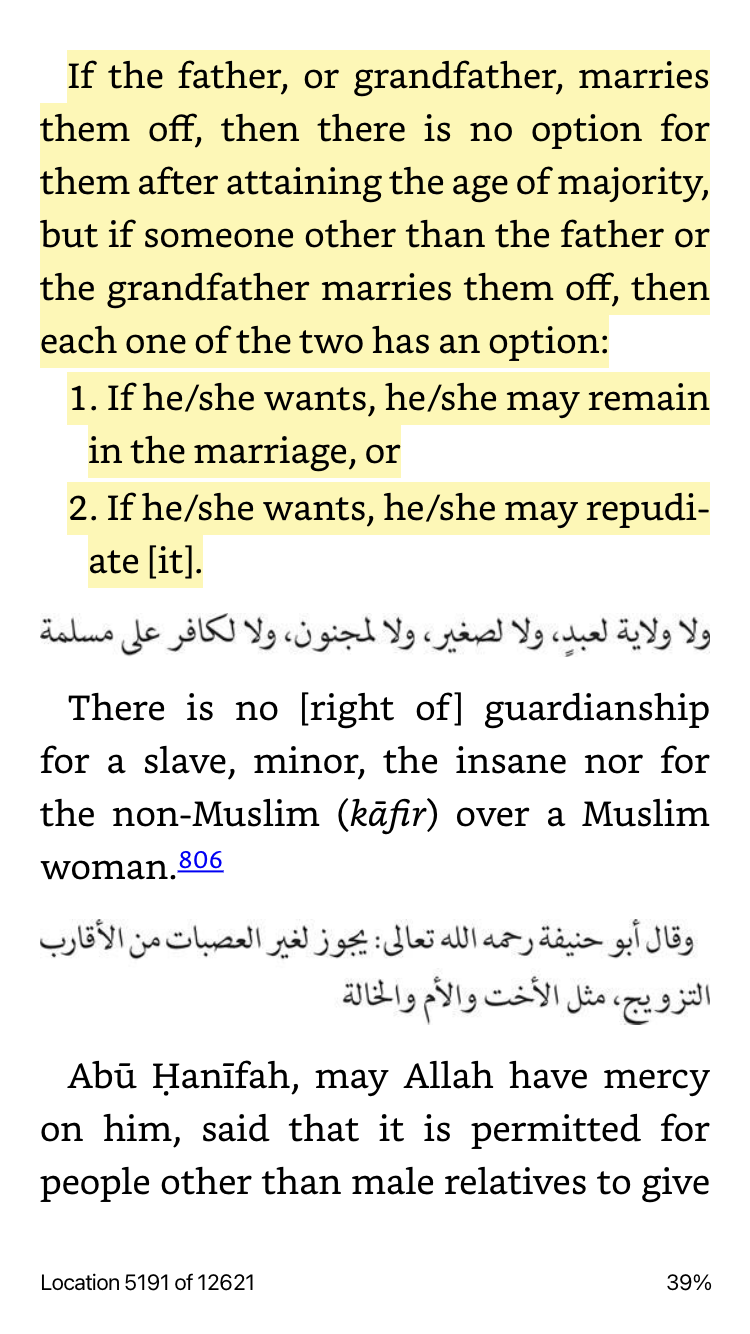 If the father, or grandfather, marries
them off, then there is no option for
them after attaining the age of majority,
but if someone other than the father or
the grandfather marries them off, then
each one of the two has an option:
1. If he/she wants, he/she may remain
in the marriage, or
2. If he/she wants, he/she may repudi-
ate [it].
ولا ولاية لعبدٍ، ولا لصغير، ولا لمجنون، ولا لكافر على مسلمة
There is no [right of] guardianship
for a slave, minor, the insane nor for
the non-Muslim (kāfir) over a Muslim
woman.806
وقال أبو حنيفة رحمه الله تعالى: يجوز لغير العصبات من الأقارب
التزويج، مثل الأخت والأم والخالة
Abū Ḥanīfah, may Allah have mercy
on him, said that it is permitted for
people other than male relatives to give
Location 5191 of 12621
39%